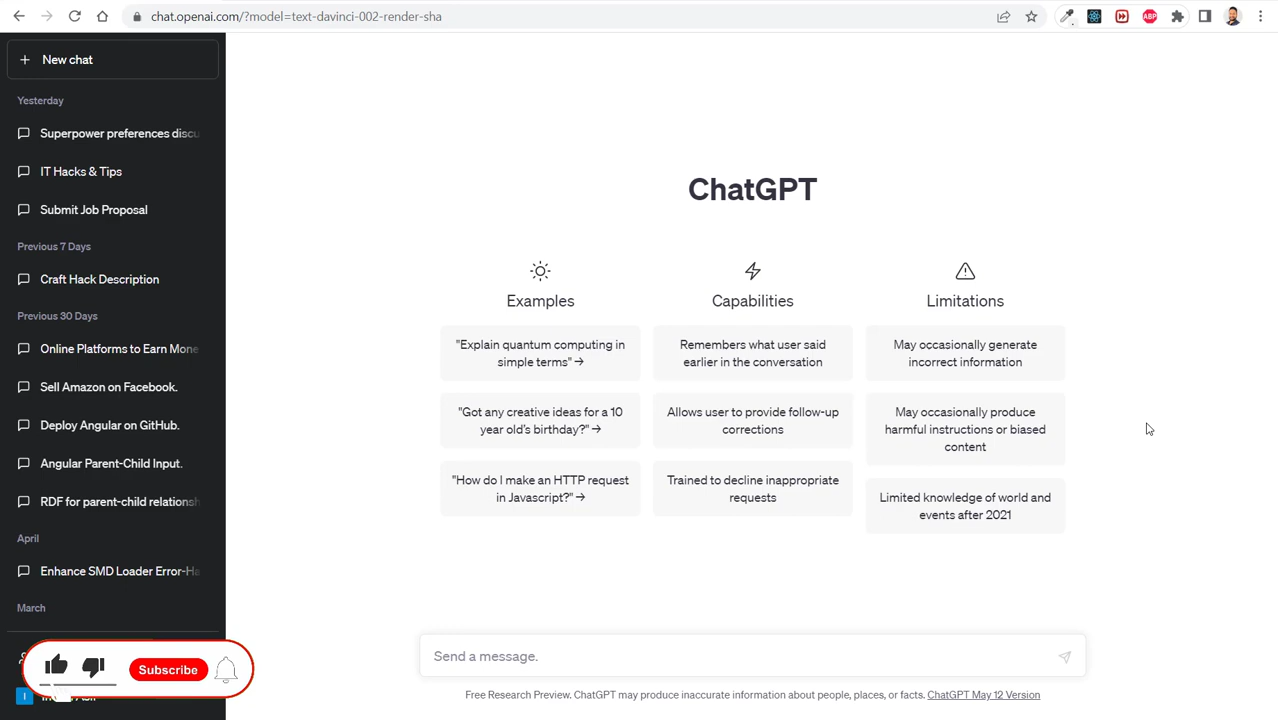 chat.openai.com/?model=text-davinci-002-render-sha
ABP
New chat
Yesterday
Superpower preferences discu
IT Hacks & Tips
Submit Job Proposal
Previous 7 Days
Craft Hack Description
Previous 30 Days
Online Platforms to Earn Mone
Sell Amazon on Facebook.
Deploy Angular on GitHub.
Angular Parent-Child Input.
RDF for parent-child relationsh
April
Enhance SMD Loader Error-Ha
March
Subscribe
I
ChatGPT
Examples
"Explain quantum computing in
simple terms" →
"Got any creative ideas for a 10
year old's birthday?" →
"How do I make an HTTP request
in Javascript?" →
Capabilities
Remembers what user said
earlier in the conversation
Allows user to provide follow-up
corrections
Trained to decline inappropriate
requests
Limitations
May occasionally generate
incorrect information
May occasionally produce
harmful instructions or biased
content
Limited knowledge of world and
events after 2021
Send a message.
Free Research Preview. ChatGPT may produce inaccurate information about people, places, or facts. ChatGPT May 12 Version